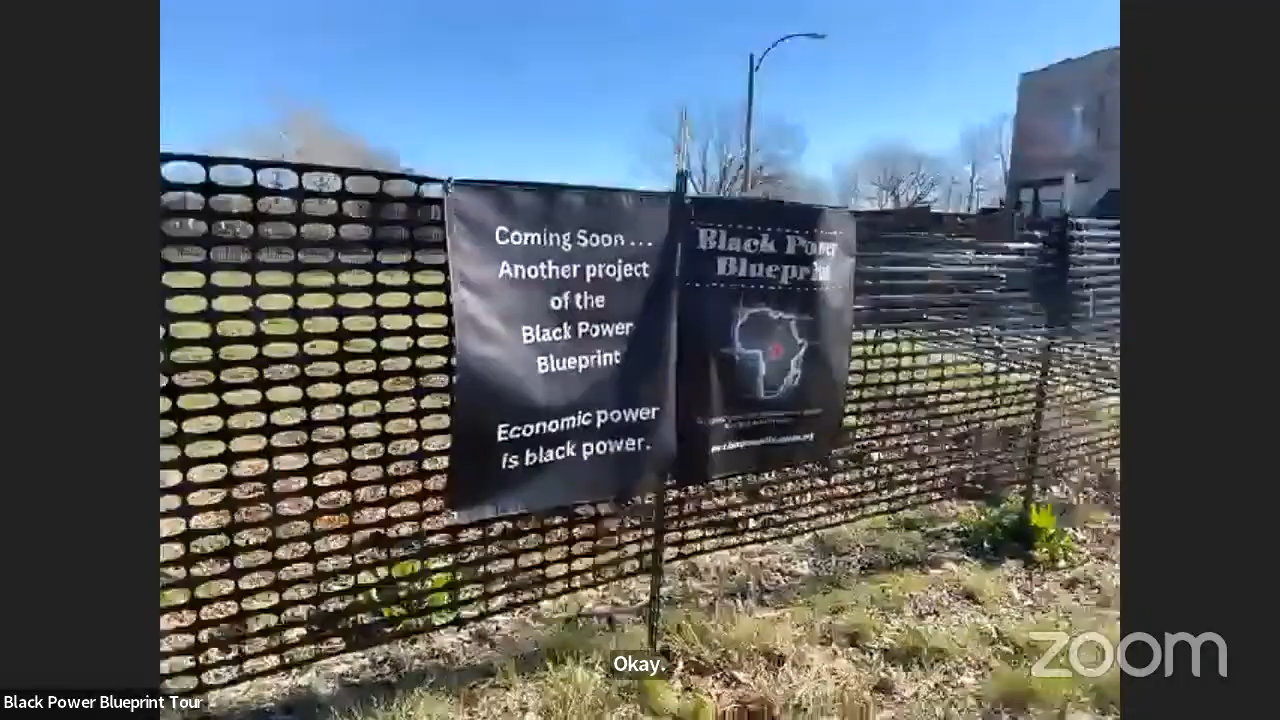 Coming Soon . . .
Another project
of the
Black Power
Blueprint
Economic power
is black power.
Black Power
Blueprint
Okay.
zoom
Black Power Blueprint Tour